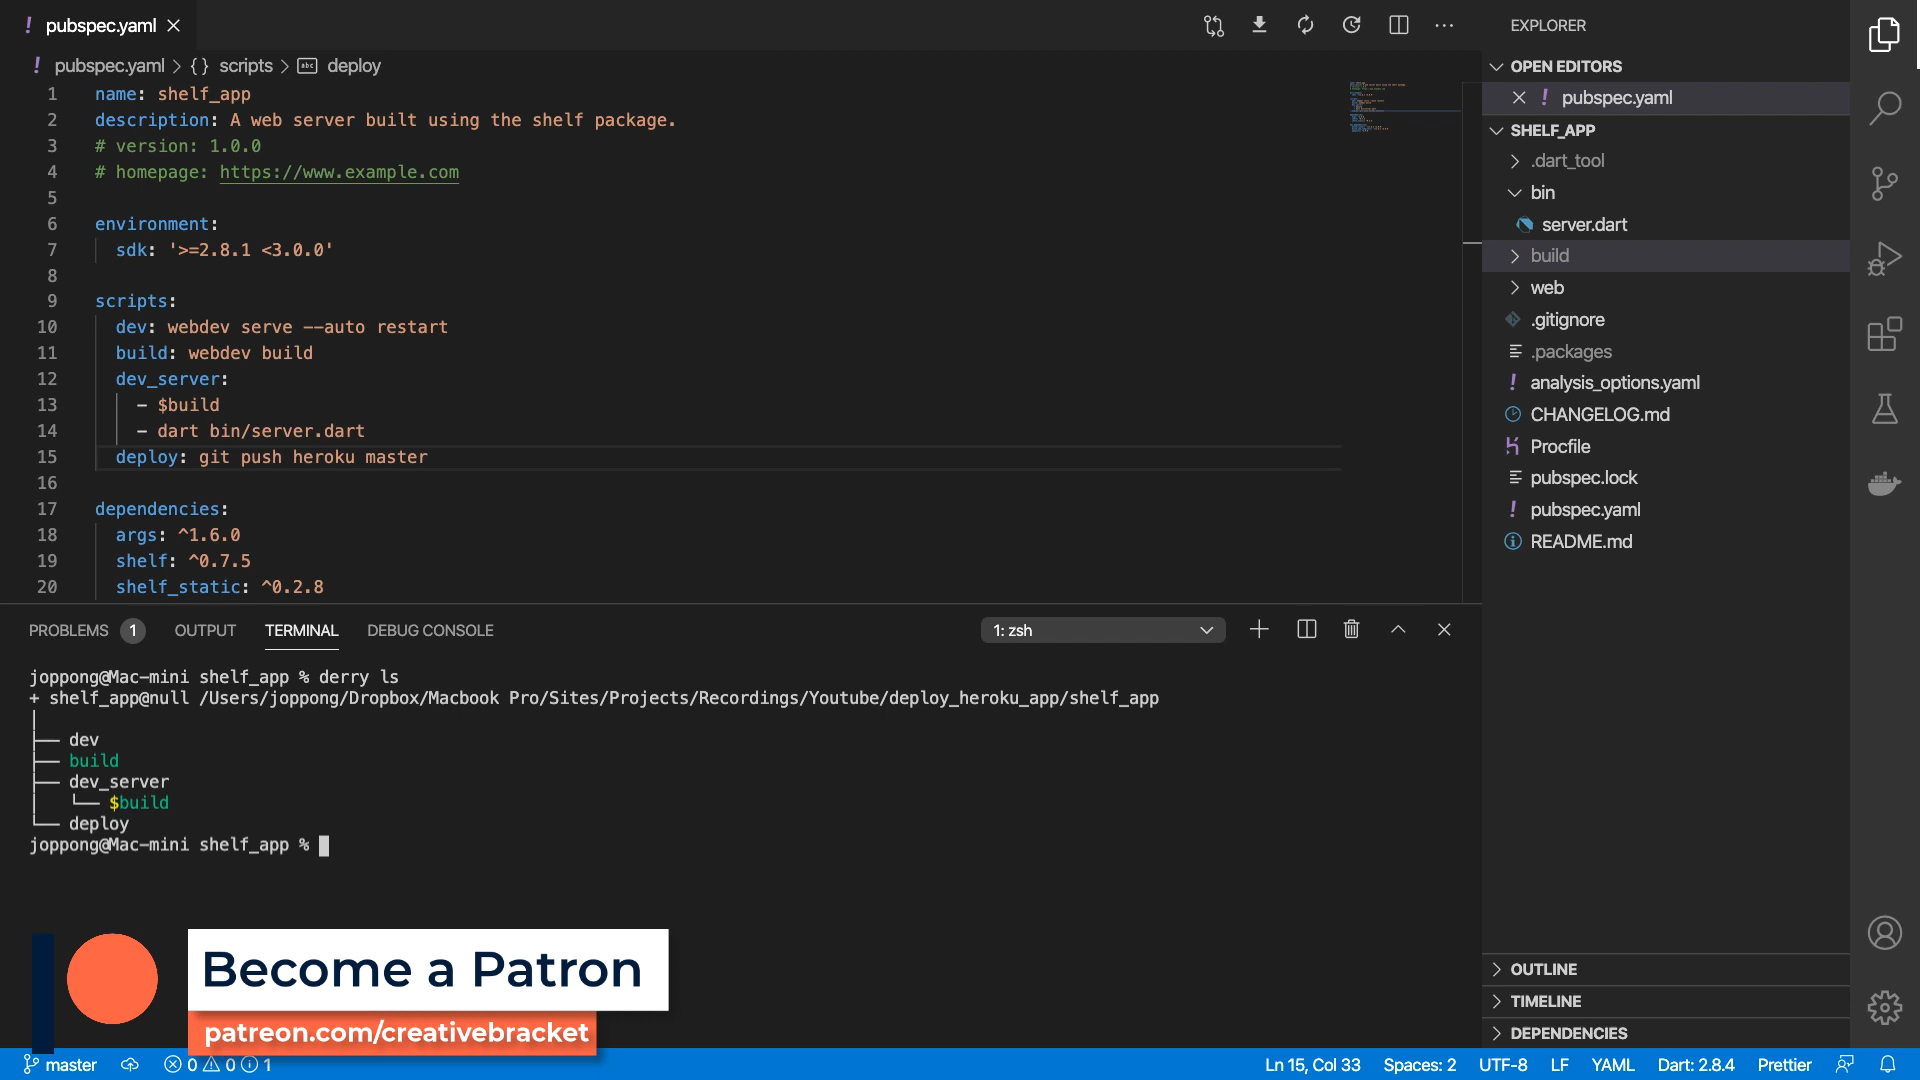 pubspec.yaml
pubspec.yaml > {} scripts > abc deploy
1 name: shelf_app
2 description: A web server built using the shelf package.
3 # version: 1.0.0
4 # homepage: https://www.example.com
5
6 environment:
7 sdk: '>=2.8.1 <3.0.0'
8
9 scripts:
10 dev: webdev serve --auto restart
11 build: webdev build
12 dev_server:
13 - $build
14 - dart bin/server.dart
15 deploy: git push heroku master
16
17 dependencies:
18 args: ^1.6.0
19 shelf: ^0.7.5
20 shelf_static: ^0.2.8
PROBLEMS 1 OUTPUT TERMINAL DEBUG CONSOLE
1: zsh
joppong@Mac-mini shelf_app % derry ls
+ shelf_app@null /Users/joppong/Dropbox/Macbook Pro/Sites/Projects/Recordings/Youtube/deploy_heroku_app/shelf_app
dev
build
dev_server
$build
deploy
joppong@Mac-mini shelf_app %
Become a Patron
patreon.com/creativebracket
EXPLORER
OPEN EDITORS
pubspec.yaml
SHELF_APP
.dart_tool
bin
server.dart
build
web
.gitignore
.packages
analysis_options.yaml
CHANGELOG.md
Procfile
pubspec.lock
pubspec.yaml
README.md
OUTLINE
TIMELINE
DEPENDENCIES
master 0 0 1 Ln 15, Col 33 Spaces: 2 UTF-8 LF YAML Dart: 2.8.4 Prettier